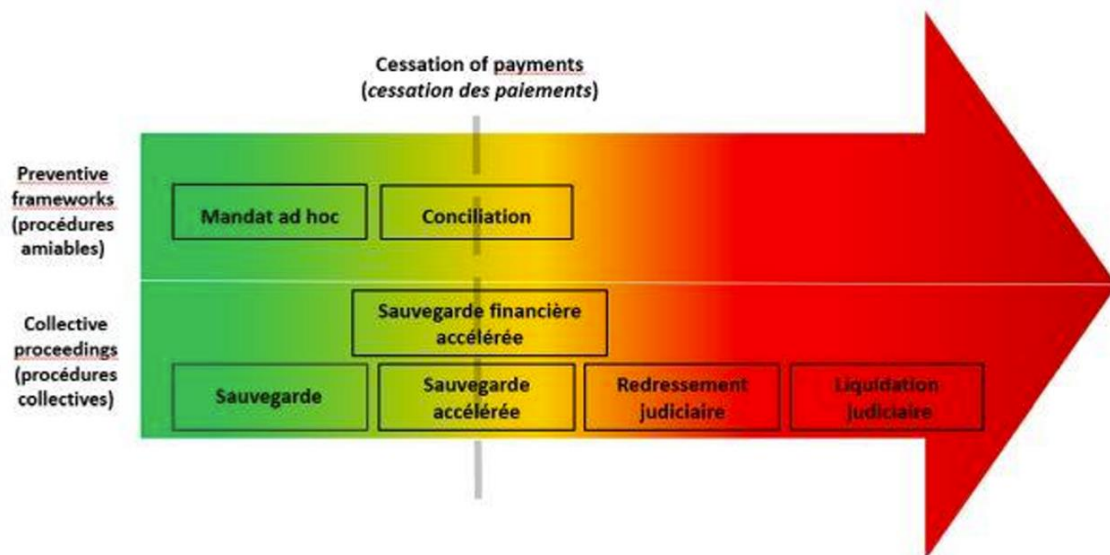 Cessation of payments
(cessation des paiements)
Preventive
frameworks
(procédures
amiables)
Mandat ad hoc
Conciliation
Collective
proceedings
(procédures
collectives)
Sauvegarde financière
accélérée
Sauvegarde
Sauvegarde
accélérée
Redressement
judiciaire
Liquidation
judiciaire